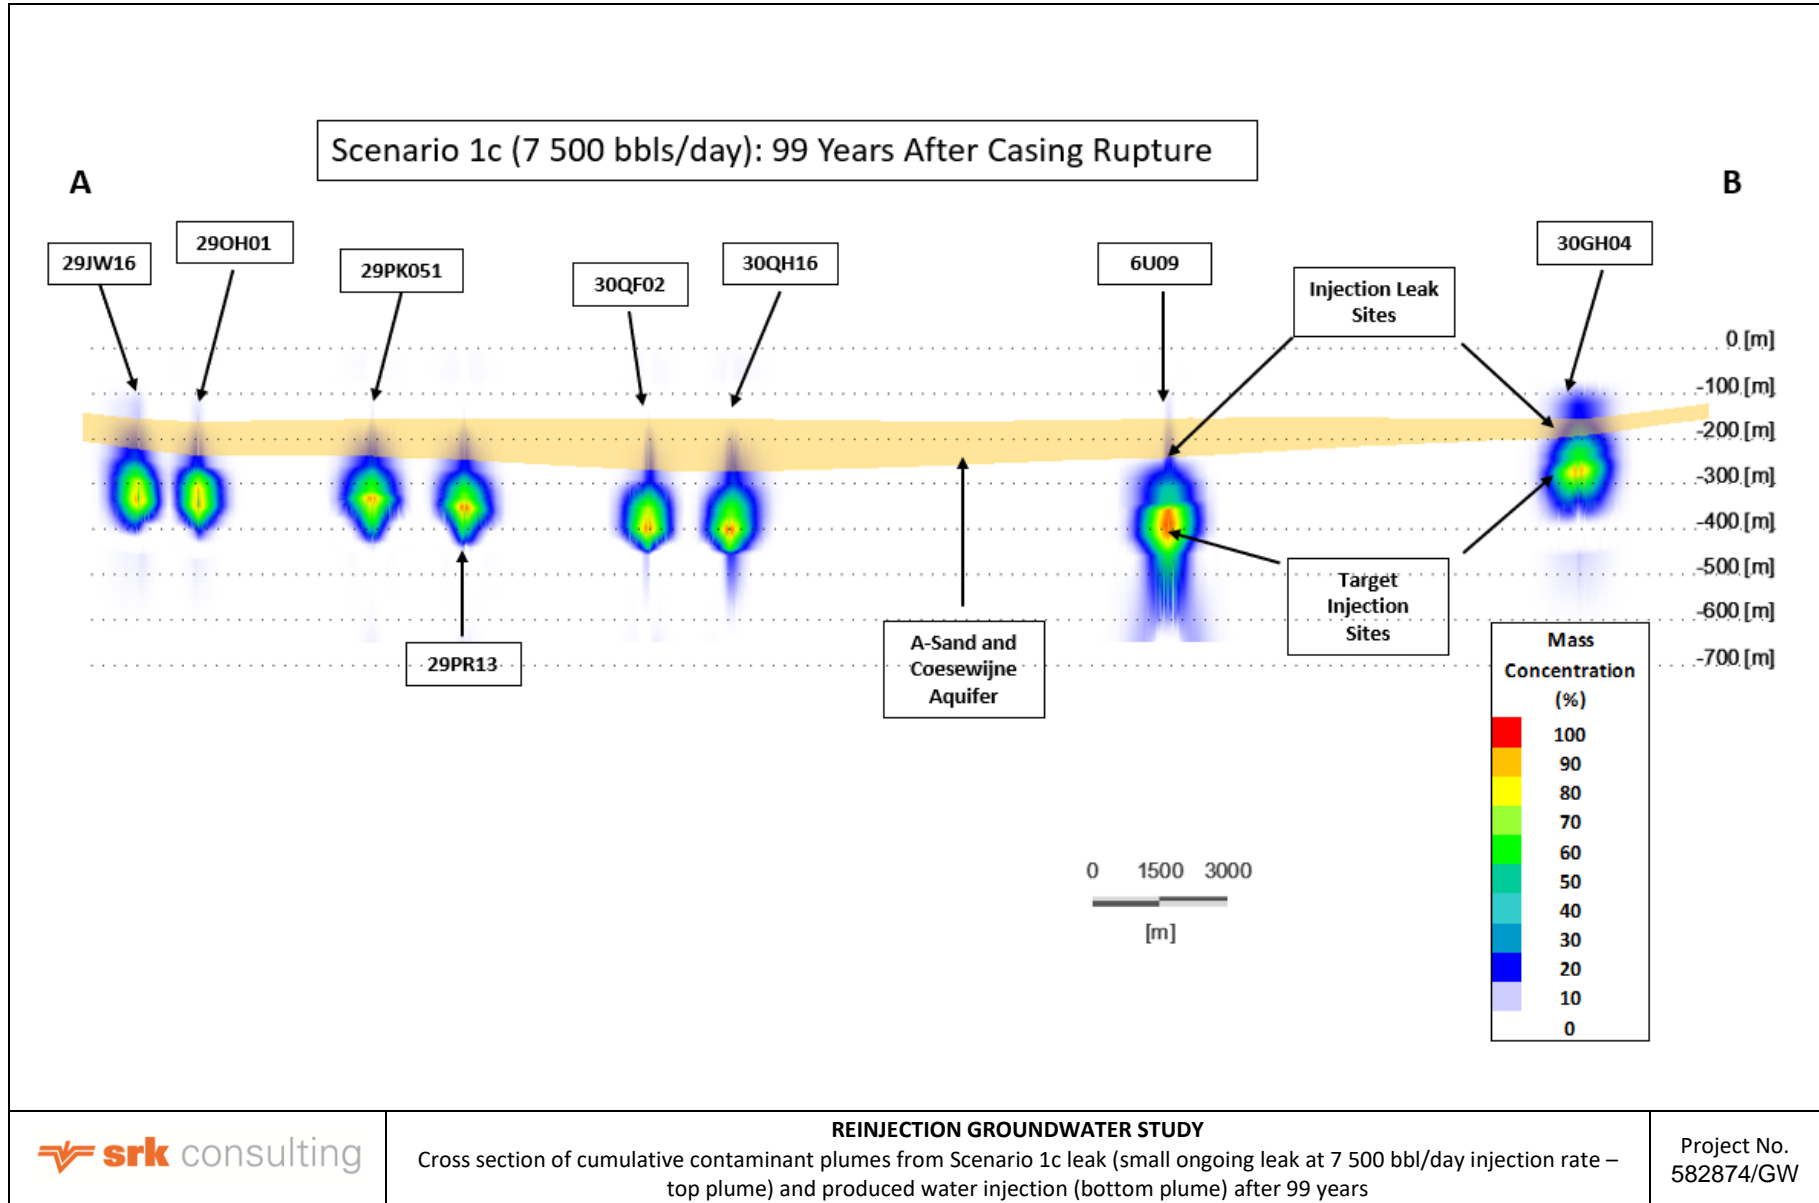 Scenario 1c (7 500 bbls/day): 99 Years After Casing Rupture
A
B
29JW16
29OH01
29PK051
30QF02
30QH16
6U09
Injection Leak
Sites
30GH04
0 [m]
-100 [m]
-200 [m]
-300 [m]
-400 [m]
-500 [m]
-600 [m]
-700 [m]
29PR13
A-Sand and
Coesewijne
Aquifer
Target
Injection
Sites
Mass
Concentration
(%)
100
90
80
70
60
50
40
30
20
10
0
0 1500 3000
[m]
srk consulting
REINJECTION GROUNDWATER STUDY
Cross section of cumulative contaminant plumes from Scenario 1c leak (small ongoing leak at 7 500 bbl/day injection rate –
top plume) and produced water injection (bottom plume) after 99 years
Project No.
582874/GW